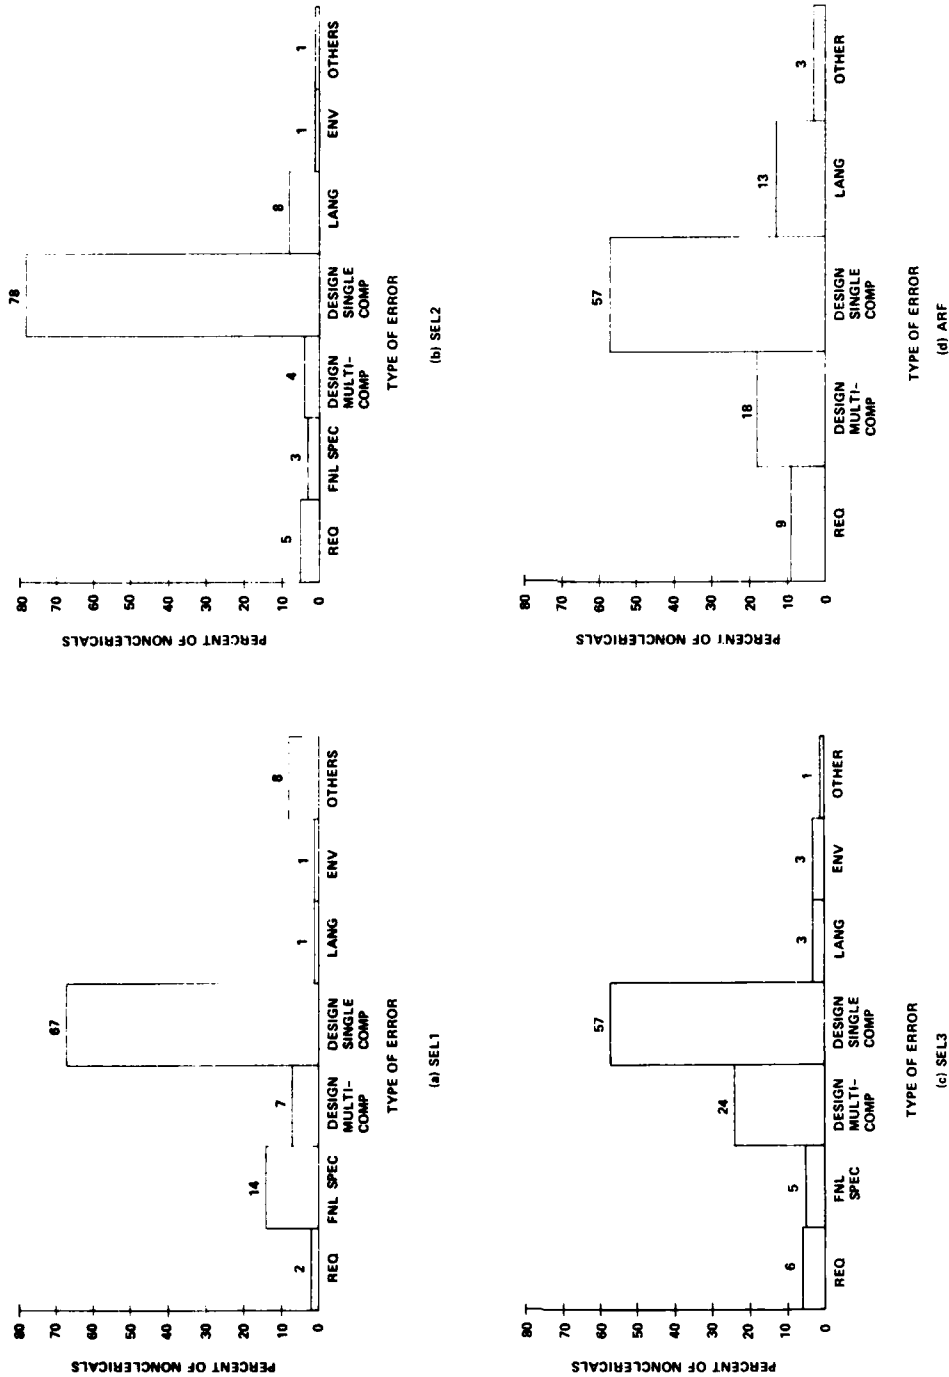 PERCENT OF NONCLERICALS
80
70
60
50
40
30
20
10
0
2
14
7
67
1
1
8
REQ
FNL SPEC
DESIGN
MULTI-
COMP
DESIGN
SINGLE
COMP
LANG
ENV
OTHERS
TYPE OF ERROR
(a) SEL1
PERCENT OF NONCLERICALS
80
70
60
50
40
30
20
10
0
5
3
4
78
8
1
1
REQ
FNL SPEC
DESIGN
MULTI-
COMP
DESIGN
SINGLE
COMP
LANG
ENV
OTHERS
TYPE OF ERROR
(b) SEL2
PERCENT OF NONCLERICALS
80
70
60
50
40
30
20
10
0
6
5
24
57
3
3
1
REQ
FNL
SPEC
DESIGN
MULTI-
COMP
DESIGN
SINGLE
COMP
LANG
ENV
OTHER
TYPE OF ERROR
(c) SEL3
PERCENT OF NONCLERICALS
80
70
60
50
40
30
20
10
0
9
18
57
13
3
REQ
DESIGN
MULTI-
COMP
DESIGN
SINGLE
COMP
LANG
OTHER
TYPE OF ERROR
(d) ARF